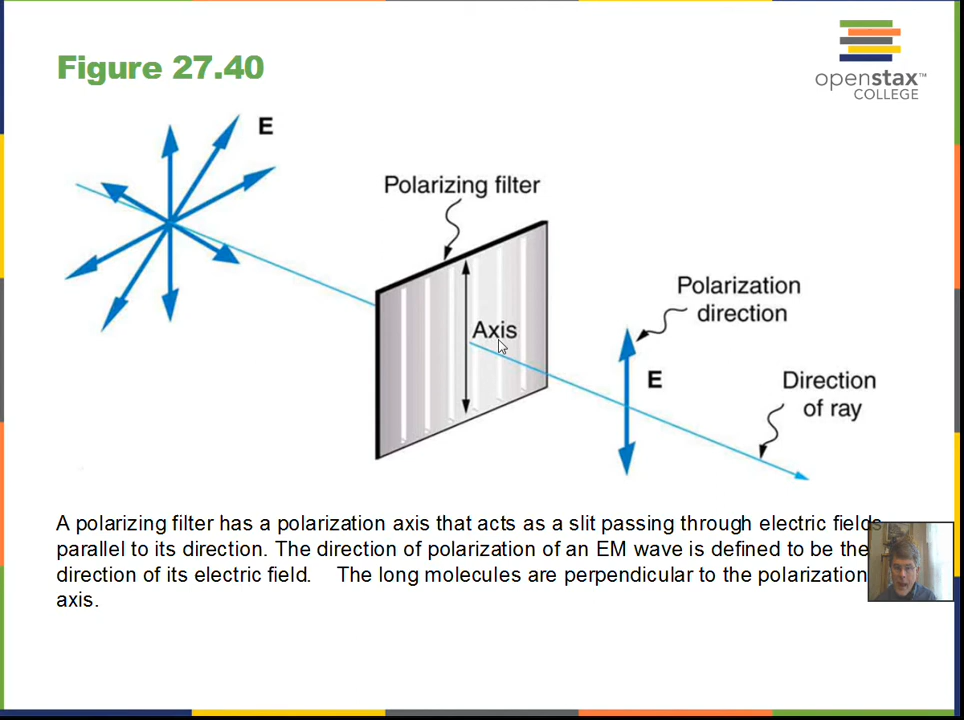 Figure 27.40
openstax™
COLLEGE
E
Polarizing filter
Axis
Polarization
direction
E
Direction
of ray
A polarizing filter has a polarization axis that acts as a slit passing through electric fields
parallel to its direction. The direction of polarization of an EM wave is defined to be the
direction of its electric field. The long molecules are perpendicular to the polarization
axis.